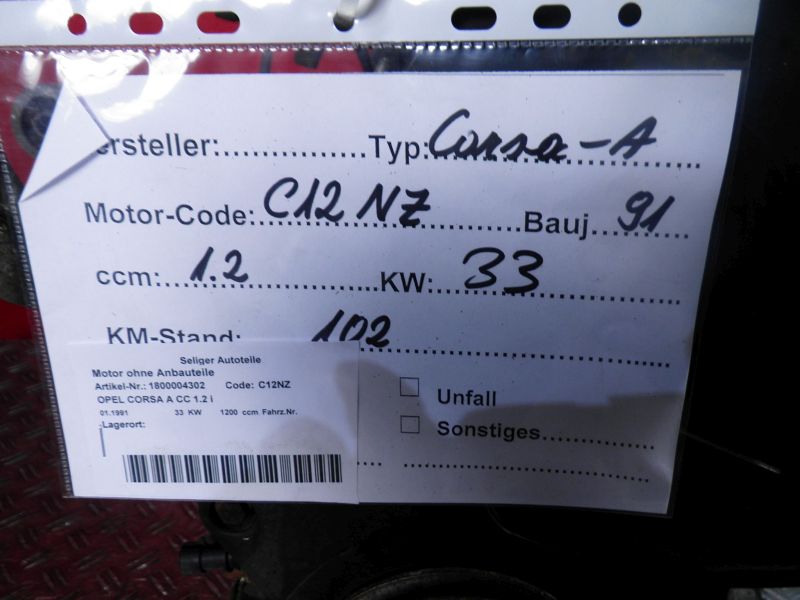 ersteller:............... Typ: Corsa-A
Motor-Code: C12NZ Bauj. 91
ccm: 1.2 KW: 33
KM-Stand: 102
Seliger Autoteile
Motor ohne Anbauteile
Artikel-Nr.: 1800004302 Code: C12NZ
OPEL CORSA A CC 1.2 i
01.1991 33 KW 1200 ccm Fahrz.Nr.
Lagerort:
Unfall
Sonstiges...............